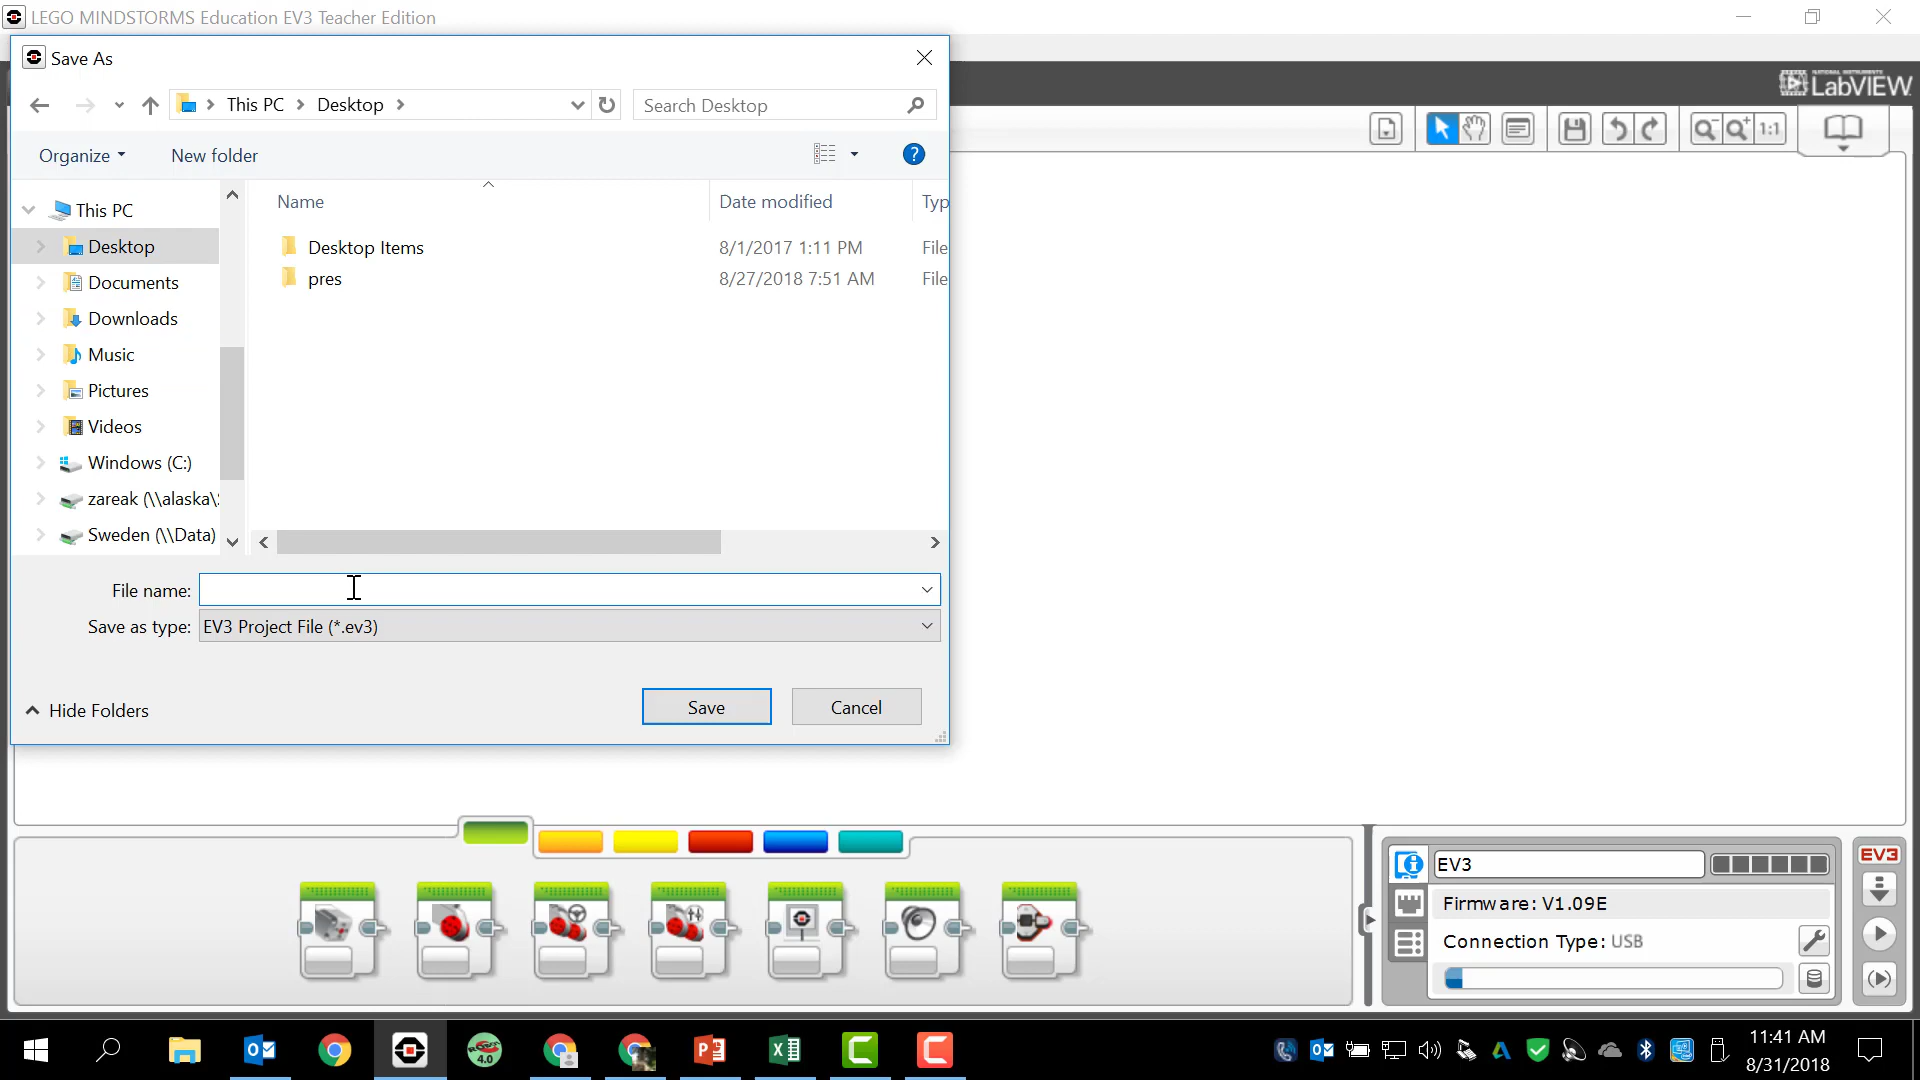 LEGO MINDSTORMS Education EV3 Teacher Edition
Save As
This PC
Desktop
Search Desktop
NATIONAL INSTRUMENTS
LabVIEW
Organize
New folder
?
1:1
Name
Date modified
Typ
This PC
Desktop
Documents
Downloads
Music
Pictures
Videos
Windows (C:)
zareak (\\alaska\
Sweden (\\Data)
Desktop Items
8/1/2017 1:11 PM
File
pres
8/27/2018 7:51 AM
File
File name:
Save as type:
EV3 Project File (*.ev3)
Hide Folders
Save
Cancel
EV3
EV3
Firmware: V1.09E
Connection Type: USB
4.0
11:41 AM
8/31/2018